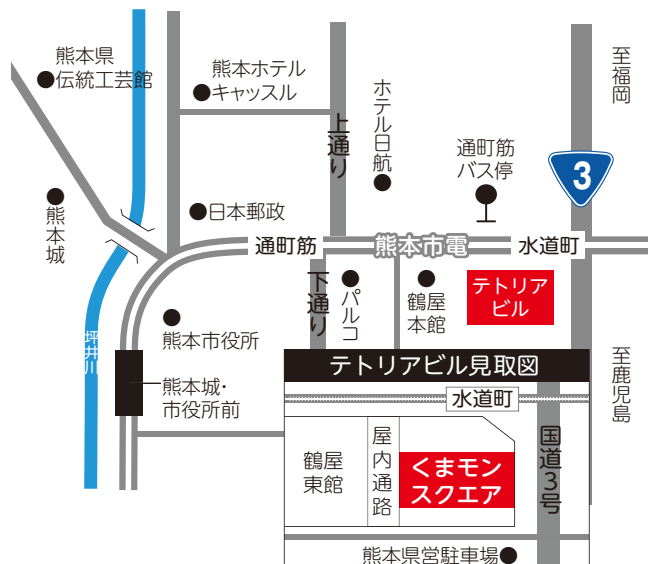 熊本県
伝統工芸館
熊本ホテル
キャッスル
上通り
ホテル日航
通町筋
バス停
至福岡
3
熊本城
日本郵政
通町筋
熊本市電
水道町
下通り
パルコ
鶴屋
本館
テトリア
ビル
坪井川
熊本市役所
熊本城・
市役所前
至鹿児島
テトリアビル見取図
水道町
鶴屋
東館
屋内通路
くまモン
スクエア
国道3号
熊本県営駐車場